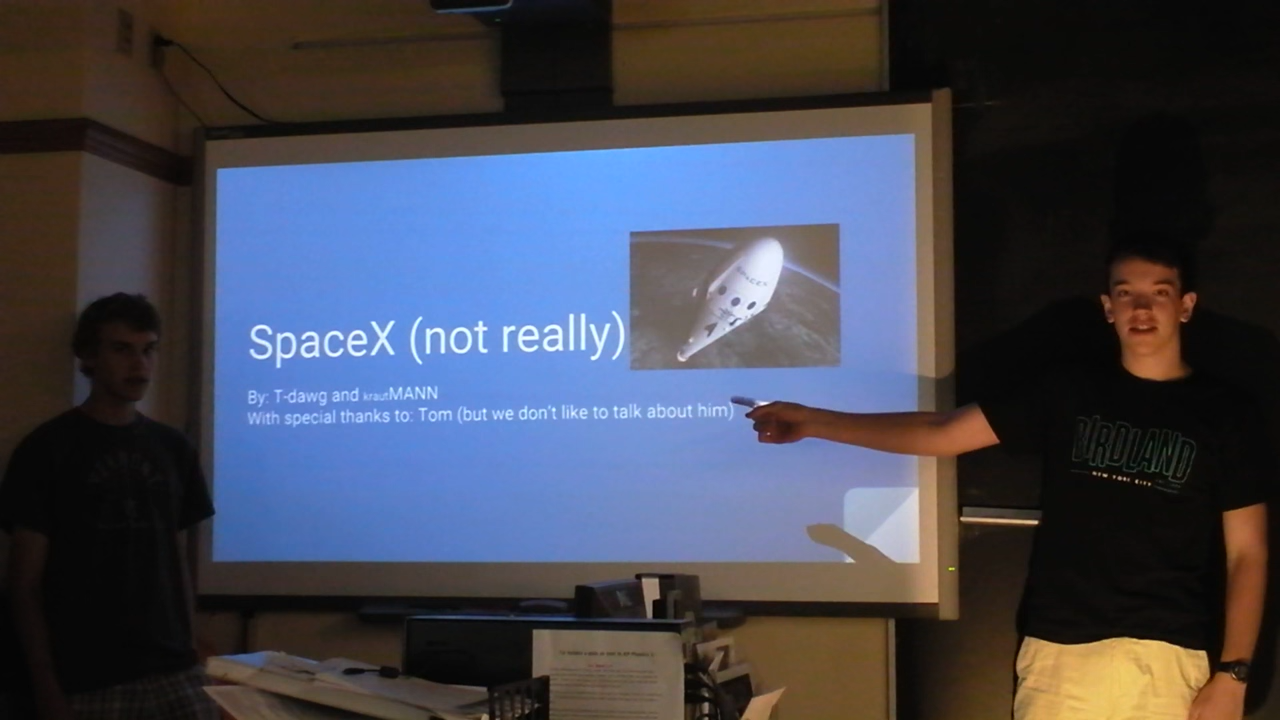 SpaceX (not really)
SPACEX
By: T-dawg and krautMANN
With special thanks to: Tom (but we don't like to talk about him)
BIRDLAND
NEW YORK CITY